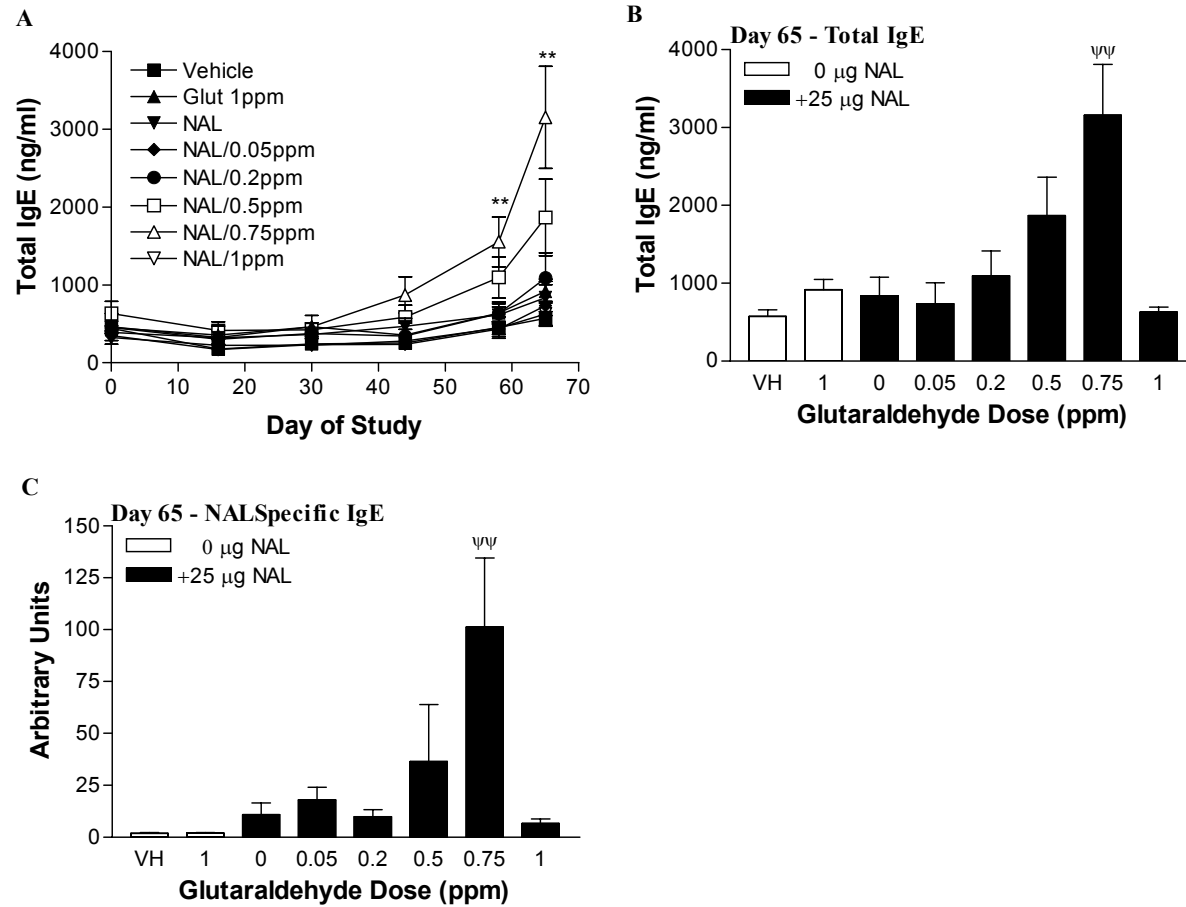 A
Total IgE (ng/ml)
4000
3000
2000
1000
0
Vehicle
Glut 1ppm
NAL
NAL/0.05ppm
NAL/0.2ppm
NAL/0.5ppm
NAL/0.75ppm
NAL/1ppm
**
**
0 10 20 30 40 50 60 70
Day of Study
B
Day 65 - Total IgE
0 μg NAL
+25 μg NAL
Total IgE (ng/ml)
4000
3000
2000
1000
0
ψψ
VH 1 0 0.05 0.2 0.5 0.75 1
Glutaraldehyde Dose (ppm)
C
Day 65 - NALSpecific IgE
0 μg NAL
+25 μg NAL
Arbitrary Units
150
125
100
75
50
25
0
ψψ
VH 1 0 0.05 0.2 0.5 0.75 1
Glutaraldehyde Dose (ppm)